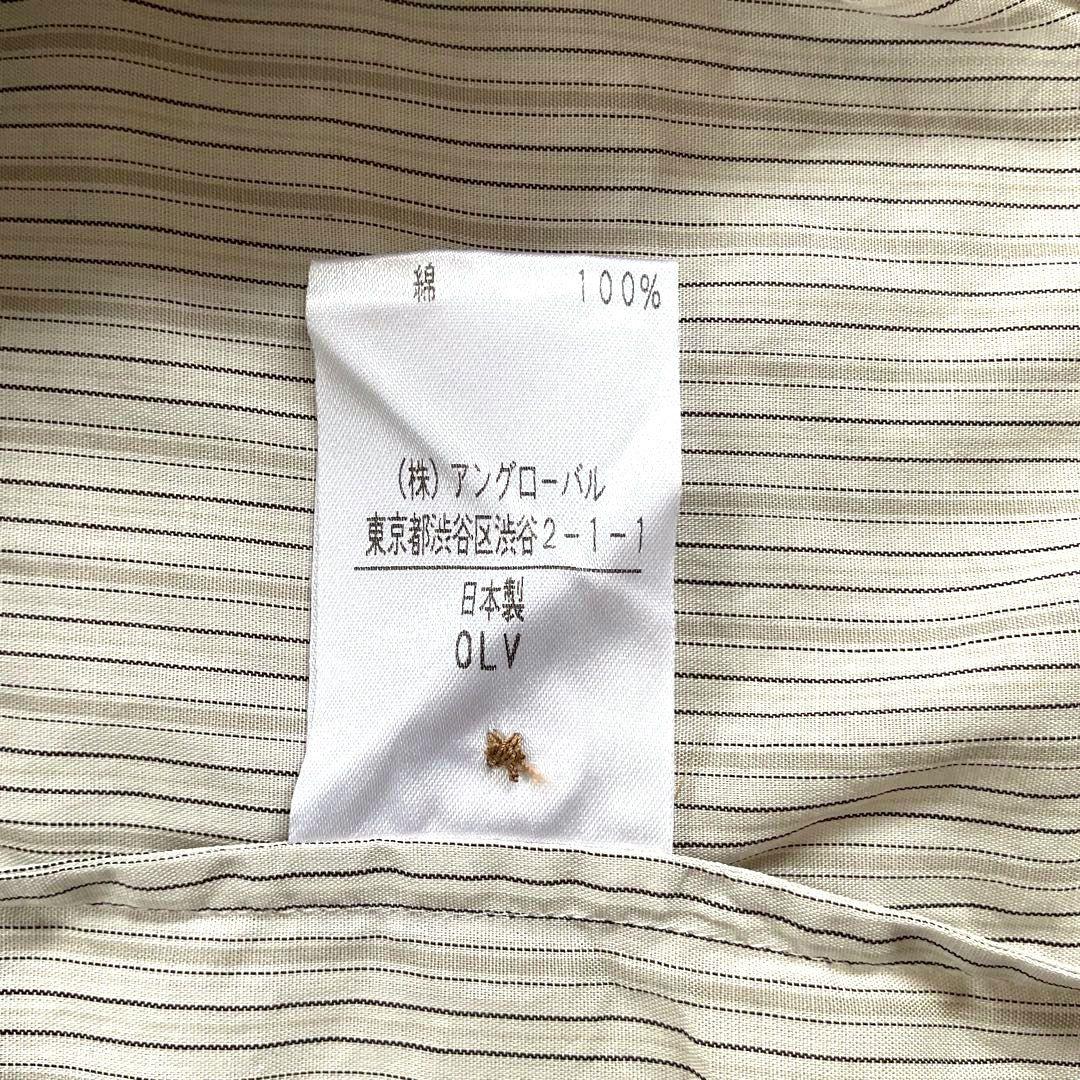 綿 100%
(株)アングローバル
東京都渋谷区渋谷2-1-1
日本製
OLV